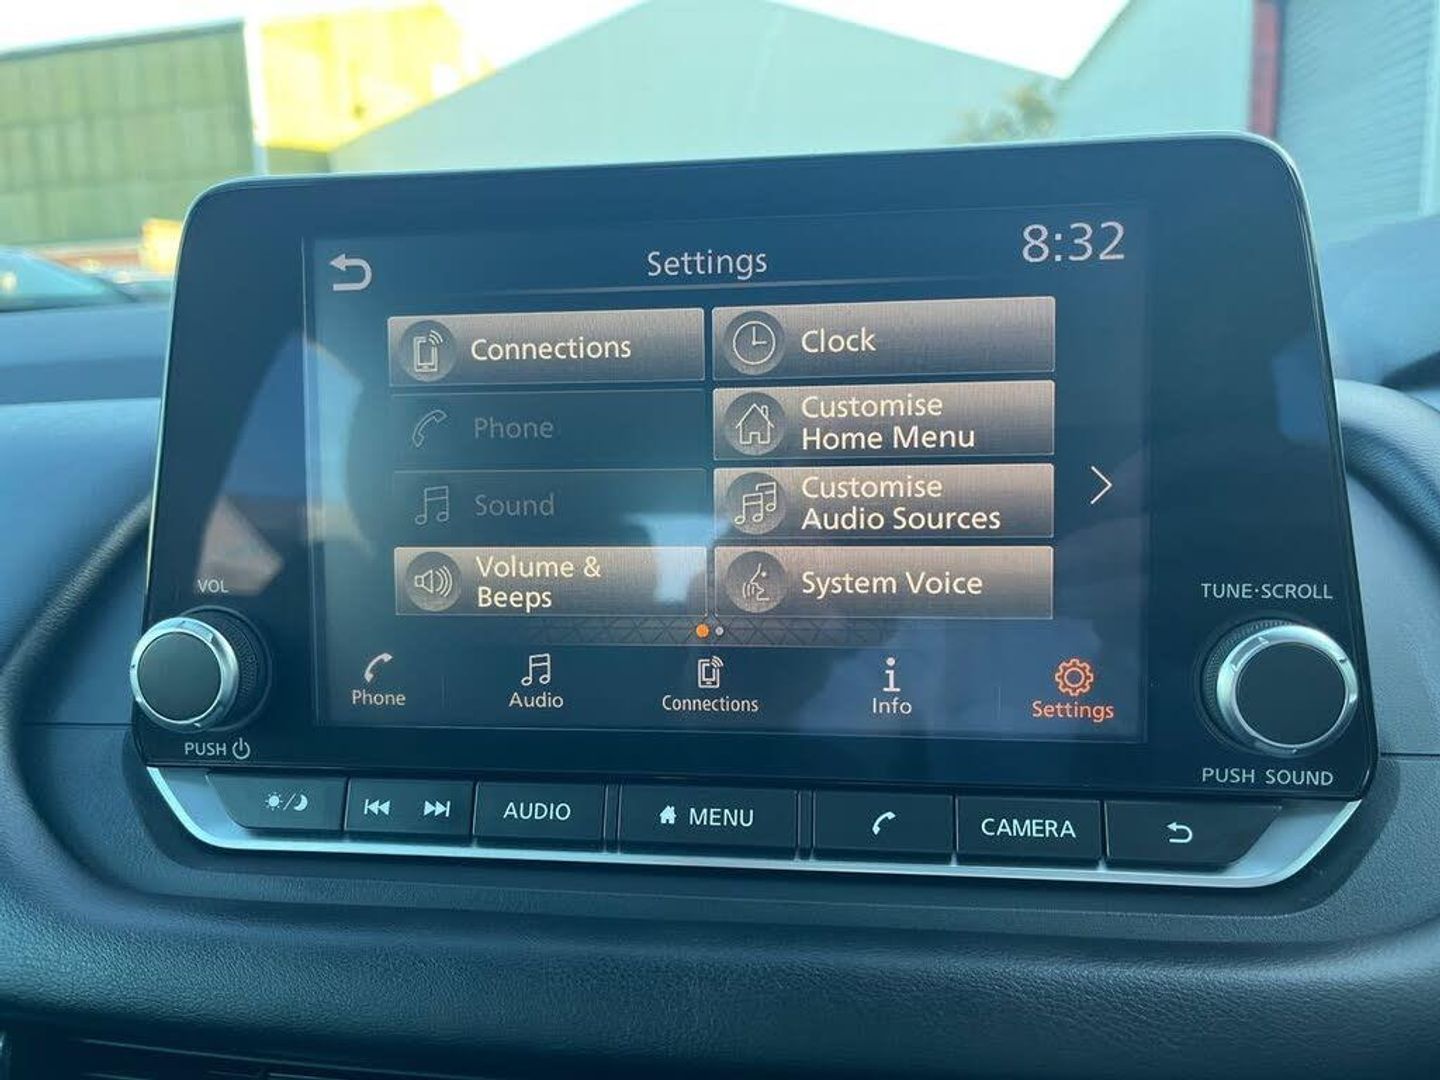 Settings
8:32
Connections
Clock
Phone
Customise
Home Menu
Sound
Customise
Audio Sources
Volume &
Beeps
System Voice
VOL
TUNE·SCROLL
Phone
Audio
Connections
Info
Settings
PUSH
PUSH SOUND
AUDIO
MENU
CAMERA